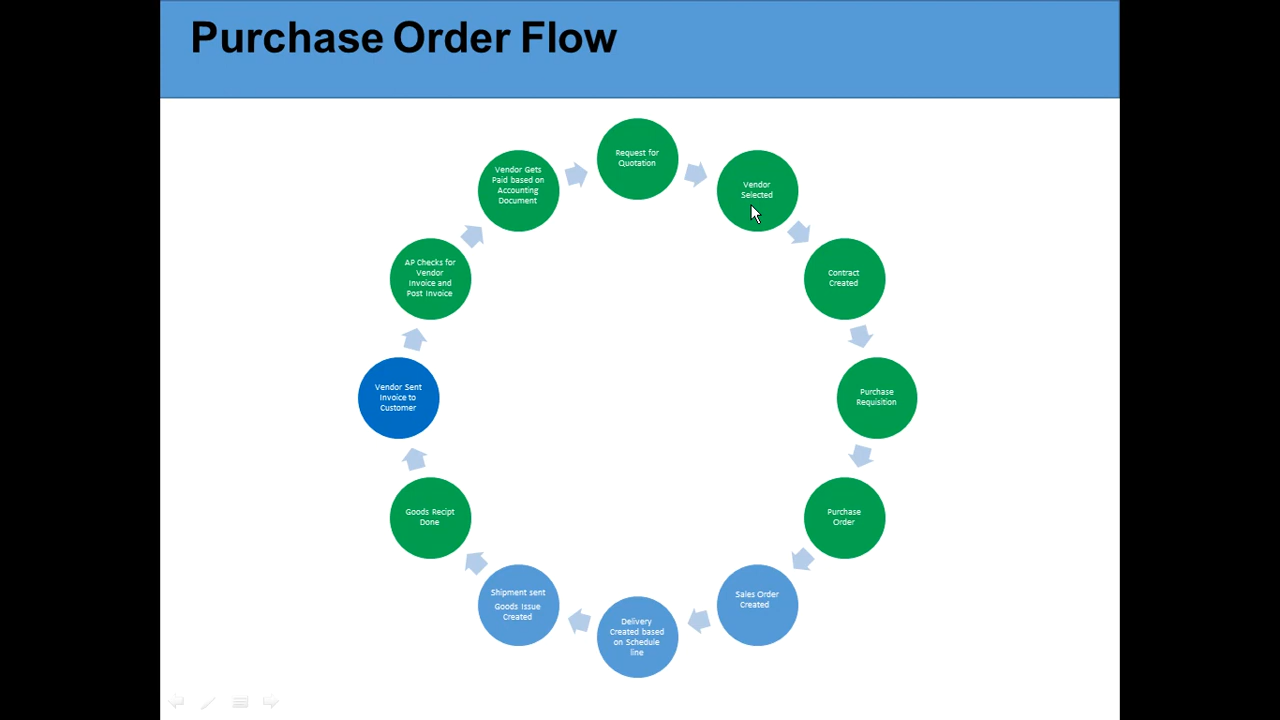 Purchase Order Flow
Request for
Quotation
Vendor
Selected
Contract
Created
Purchase
Requisition
Purchase
Order
Sales Order
Created
Delivery
Created based
on Schedule
line
Shipment sent
Goods Issue
Created
Goods Recipt
Done
Vendor Sent
Invoice to
Customer
AP Checks for
Vendor
Invoice and
Post Invoice
Vendor Gets
Paid based on
Accounting
Document